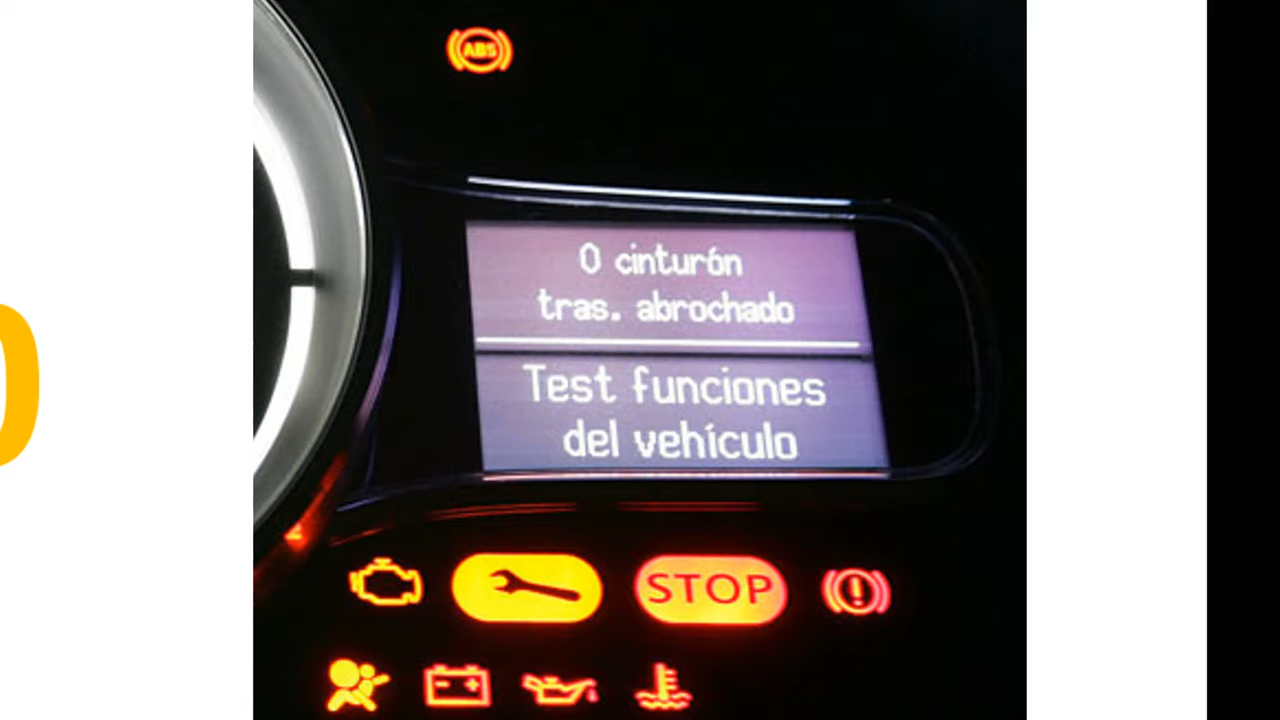 ABS
0 cinturón
tras. abrochado
Test funciones
del vehículo
STOP